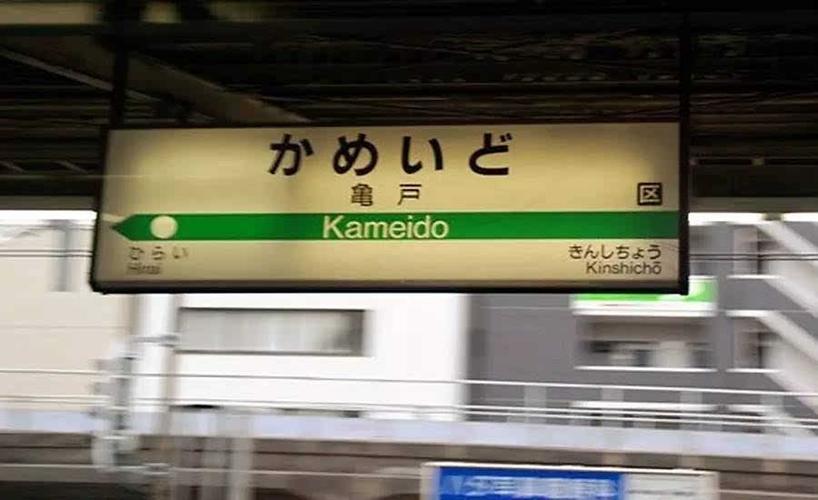 かめいど
亀戸
区
Kameido
ひらい
Hirai
きんしちょう
Kinshichō